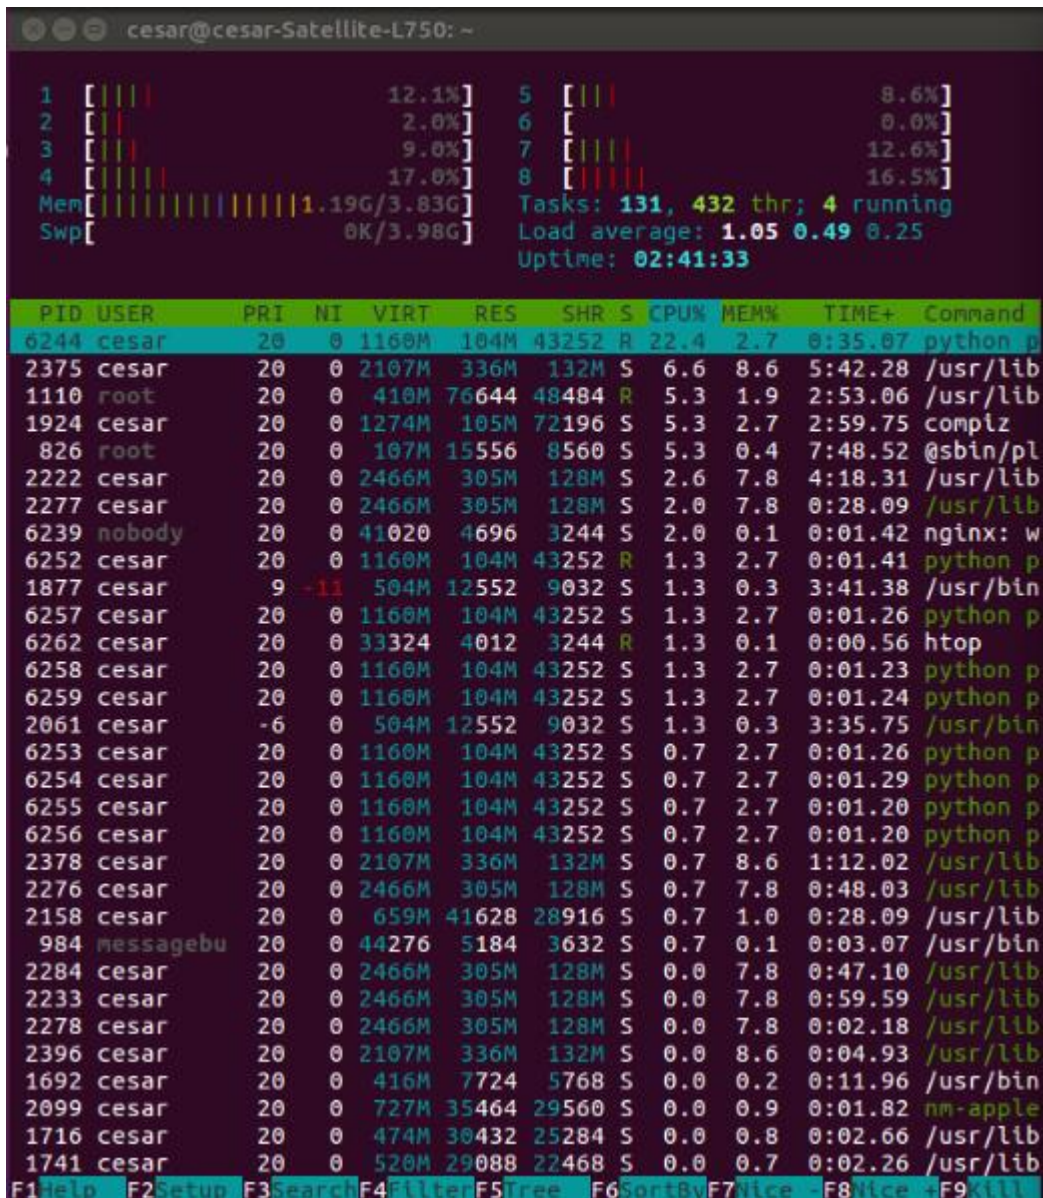 cesar@cesar-Satellite-L750: ~
1 [|||| 12.1%] 5 [||| 8.6%]
2 [|| 2.0%] 6 [ 0.0%]
3 [||| 9.0%] 7 [|||| 12.6%]
4 [||||| 17.0%] 8 [||||| 16.5%]
Mem[||||||||||||||1.19G/3.83G] Tasks: 131, 432 thr; 4 running
Swp[ 0K/3.98G] Load average: 1.05 0.49 0.25
Uptime: 02:41:33
PID USER PRI NI VIRT RES SHR S CPU% MEM% TIME+ Command
6244 cesar 20 0 1160M 104M 43252 R 22.4 2.7 0:35.07 python p
2375 cesar 20 0 2107M 336M 132M S 6.6 8.6 5:42.28 /usr/lib
1110 root 20 0 410M 76644 48484 R 5.3 1.9 2:53.06 /usr/lib
1924 cesar 20 0 1274M 105M 72196 S 5.3 2.7 2:59.75 compiz
826 root 20 0 107M 15556 8560 S 5.3 0.4 7:48.52 @sbin/pl
2222 cesar 20 0 2466M 305M 128M S 2.6 7.8 4:18.31 /usr/lib
2277 cesar 20 0 2466M 305M 128M S 2.0 7.8 0:28.09 /usr/lib
6239 nobody 20 0 41020 4696 3244 S 2.0 0.1 0:01.42 nginx: w
6252 cesar 20 0 1160M 104M 43252 R 1.3 2.7 0:01.41 python p
1877 cesar 9 -11 504M 12552 9032 S 1.3 0.3 3:41.38 /usr/bin
6257 cesar 20 0 1160M 104M 43252 S 1.3 2.7 0:01.26 python p
6262 cesar 20 0 33324 4012 3244 R 1.3 0.1 0:00.56 htop
6258 cesar 20 0 1160M 104M 43252 S 1.3 2.7 0:01.23 python p
6259 cesar 20 0 1160M 104M 43252 S 1.3 2.7 0:01.24 python p
2061 cesar -6 0 504M 12552 9032 S 1.3 0.3 3:35.75 /usr/bin
6253 cesar 20 0 1160M 104M 43252 S 0.7 2.7 0:01.26 python p
6254 cesar 20 0 1160M 104M 43252 S 0.7 2.7 0:01.29 python p
6255 cesar 20 0 1160M 104M 43252 S 0.7 2.7 0:01.20 python p
6256 cesar 20 0 1160M 104M 43252 S 0.7 2.7 0:01.20 python p
2378 cesar 20 0 2107M 336M 132M S 0.7 8.6 1:12.02 /usr/lib
2276 cesar 20 0 2466M 305M 128M S 0.7 7.8 0:48.03 /usr/lib
2158 cesar 20 0 659M 41628 28916 S 0.7 1.0 0:28.09 /usr/lib
984 messagebu 20 0 44276 5184 3632 S 0.7 0.1 0:03.07 /usr/bin
2284 cesar 20 0 2466M 305M 128M S 0.0 7.8 0:47.10 /usr/lib
2233 cesar 20 0 2466M 305M 128M S 0.0 7.8 0:59.59 /usr/lib
2278 cesar 20 0 2466M 305M 128M S 0.0 7.8 0:02.18 /usr/lib
2396 cesar 20 0 2107M 336M 132M S 0.0 8.6 0:04.93 /usr/lib
1692 cesar 20 0 416M 7724 5768 S 0.0 0.2 0:11.96 /usr/bin
2099 cesar 20 0 727M 35464 29560 S 0.0 0.9 0:01.82 nm-apple
1716 cesar 20 0 474M 30432 25284 S 0.0 0.8 0:02.66 /usr/lib
1741 cesar 20 0 520M 29088 22468 S 0.0 0.7 0:02.26 /usr/lib
F1Help F2Setup F3SearchF4FilterF5Tree F6SortByF7Nice -F8Nice +F9Kill